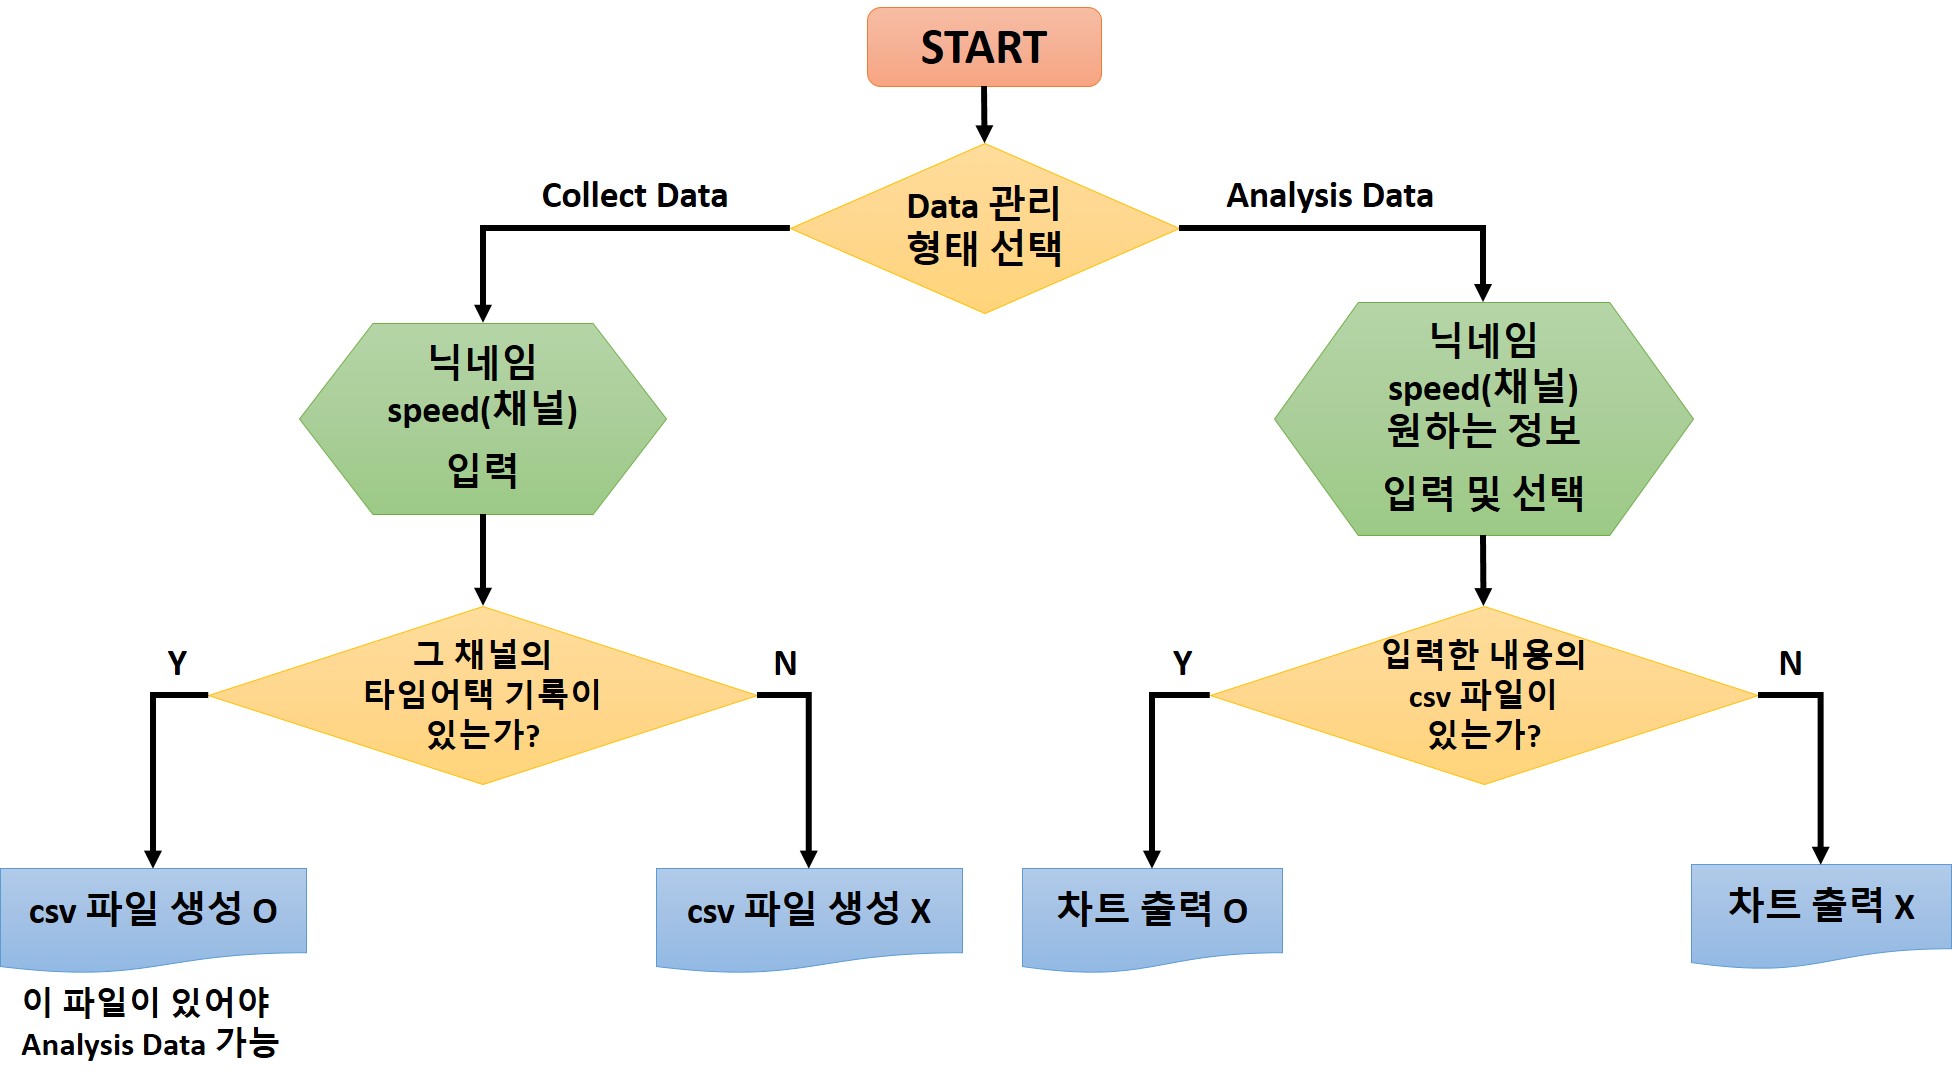 START
Collect Data
Data 관리
형태 선택
Analysis Data
닉네임
speed(채널)
입력
닉네임
speed(채널)
원하는 정보
입력 및 선택
Y
그 채널의
타임어택 기록이
있는가?
N
Y
입력한 내용의
csv 파일이
있는가?
N
csv 파일 생성 O
csv 파일 생성 X
차트 출력 O
차트 출력 X
이 파일이 있어야
Analysis Data 가능